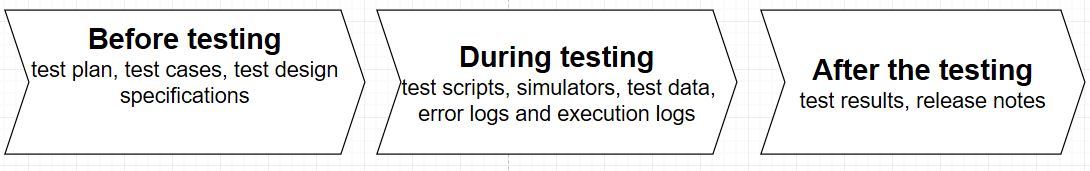 Before testing
test plan, test cases, test design
specifications
During testing
test scripts, simulators, test data,
error logs and execution logs
After the testing
test results, release notes